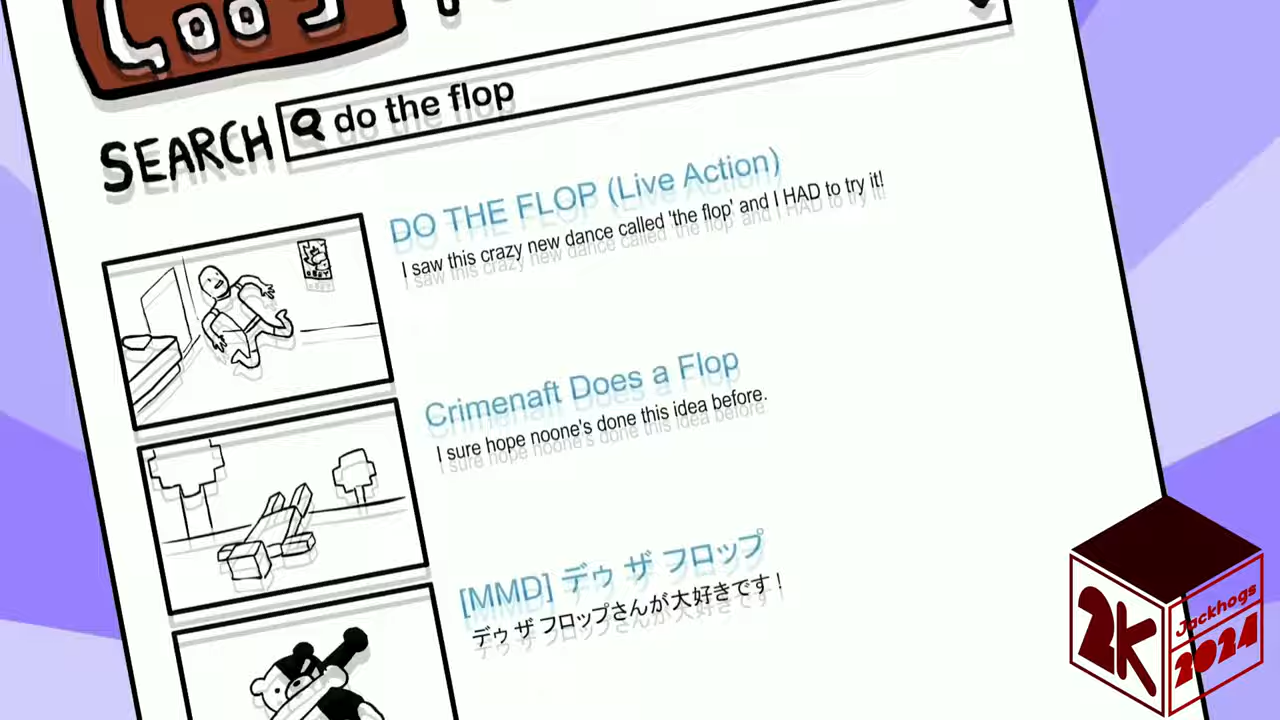 SEARCH do the flop
DO THE FLOP (Live Action)
I saw this crazy new dance called 'the flop' and I HAD to try it!
Crimenaft Does a Flop
I sure hope noone's done this idea before.
[MMD] デゥ ザ フロップ
デゥ ザ フロップさんが大好きです！
2K
Jackhogs
2024